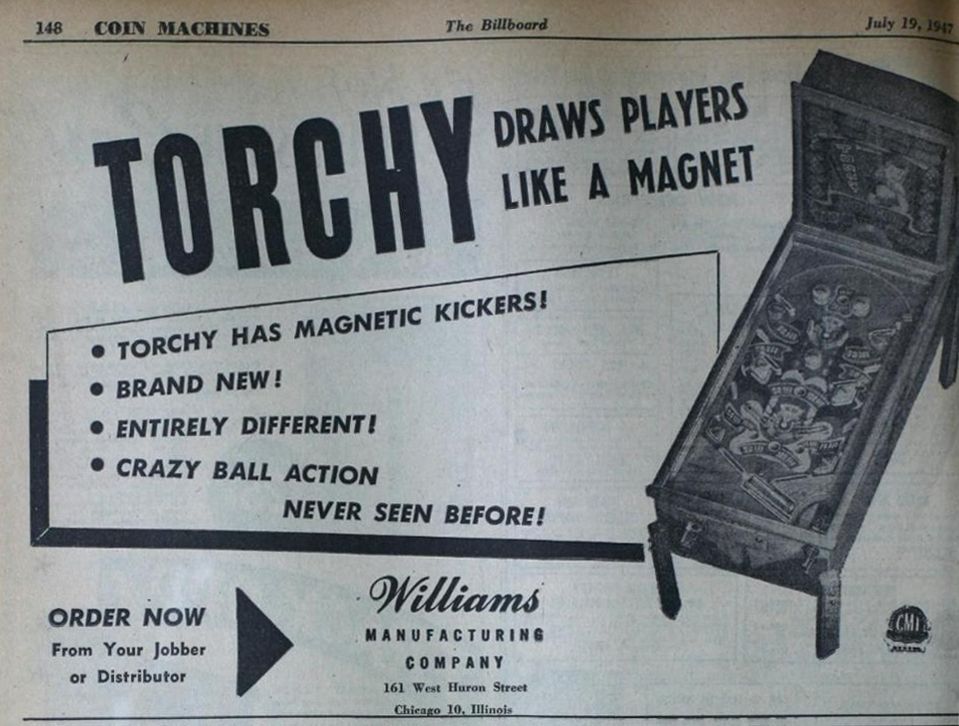 148 COIN MACHINES The Billboard July 19, 1947
TORCHY
DRAWS PLAYERS
LIKE A MAGNET
• TORCHY HAS MAGNETIC KICKERS!
• BRAND NEW!
• ENTIRELY DIFFERENT!
• CRAZY BALL ACTION
NEVER SEEN BEFORE!
ORDER NOW
From Your Jobber
or Distributor
Williams
MANUFACTURING
COMPANY
161 West Huron Street
Chicago 10, Illinois
CMI